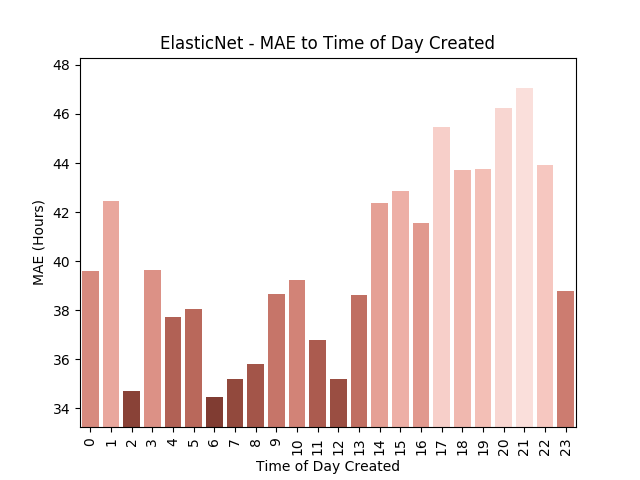 ElasticNet - MAE to Time of Day Created
MAE (Hours)
48
46
44
42
40
38
36
34
0 1 2 3 4 5 6 7 8 9 10 11 12 13 14 15 16 17 18 19 20 21 22 23
Time of Day Created